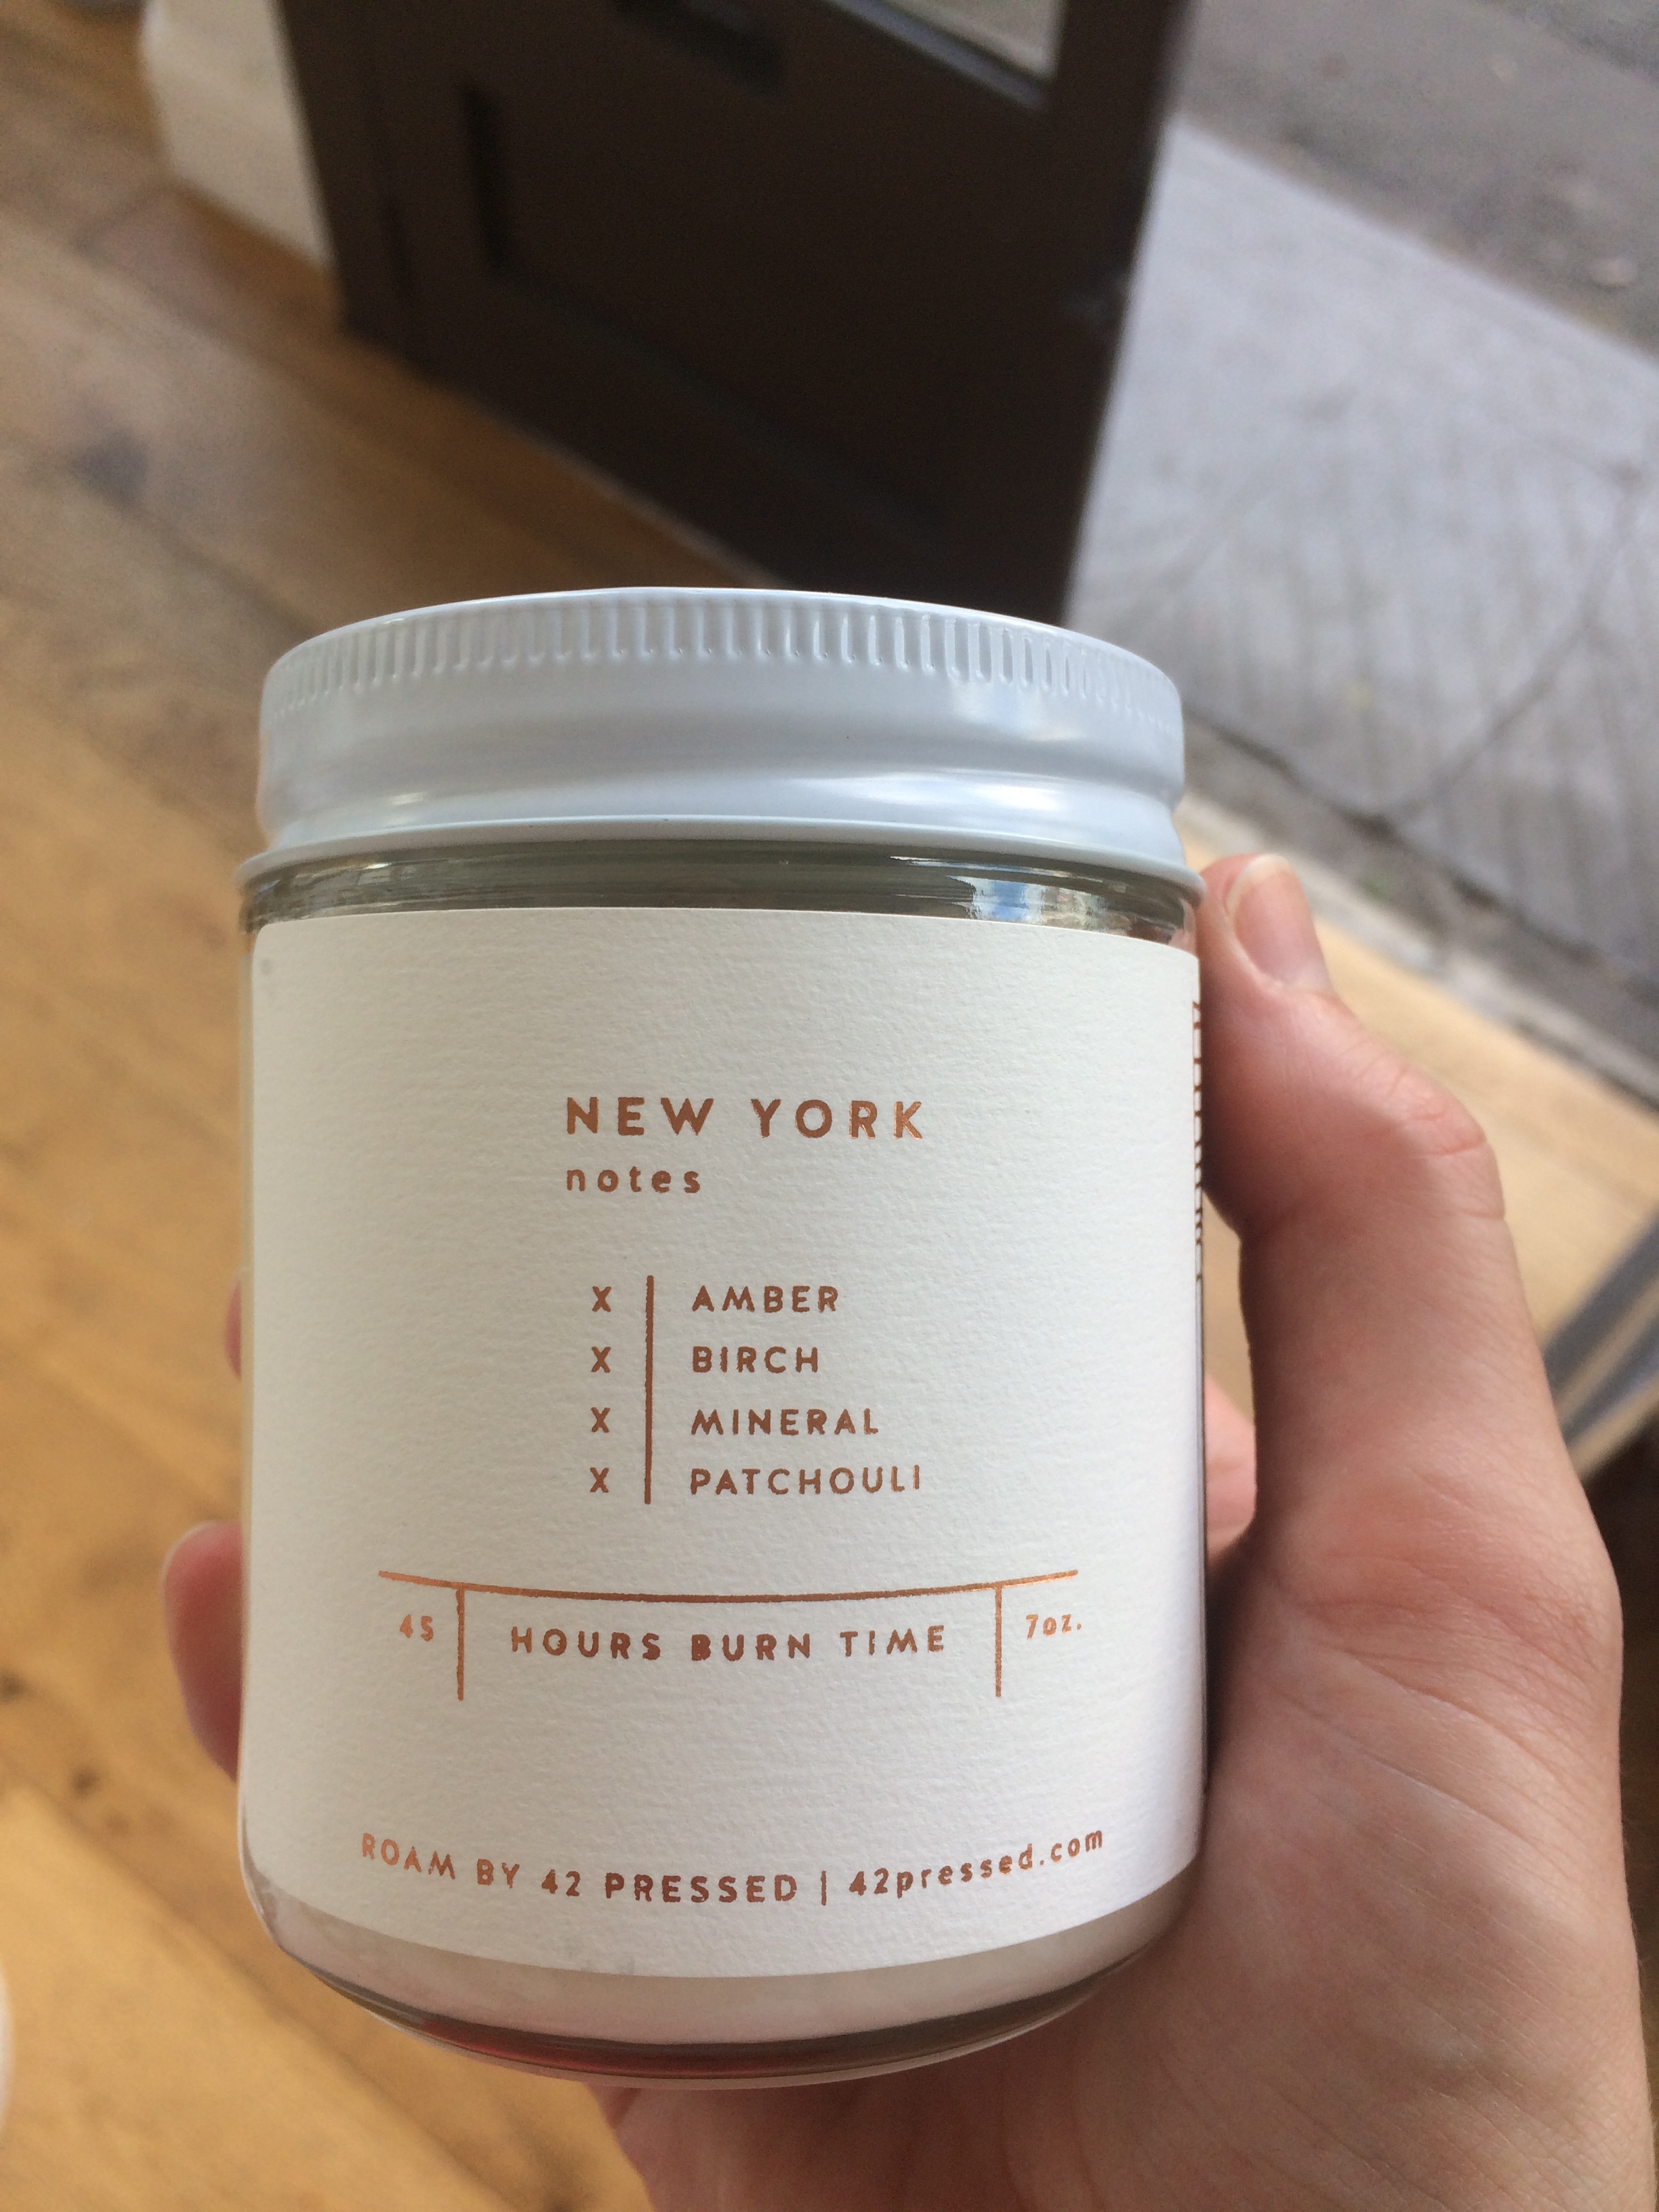 NEW YORK
notes
X | AMBER
X | BIRCH
X | MINERAL
X | PATCHOULI
45 | HOURS BURN TIME | 7oz.
ROAM BY 42 PRESSED | 42pressed.com